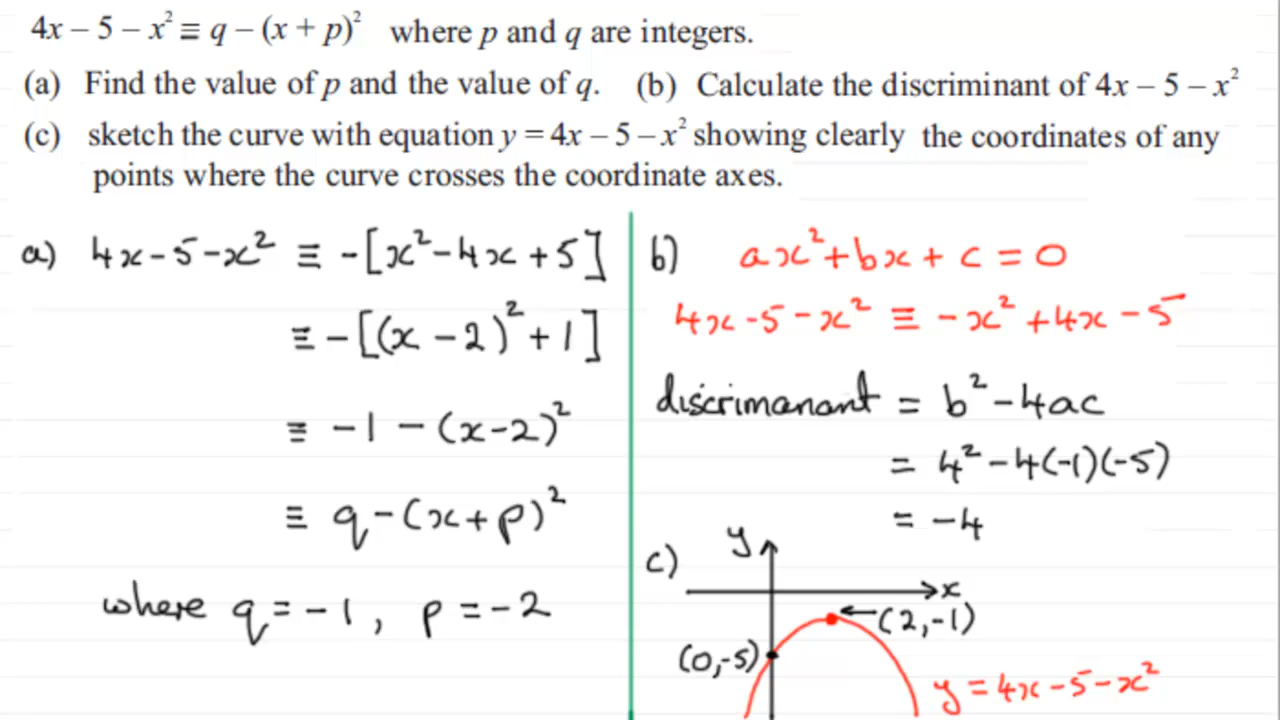 4x – 5 – x² ≡ q – (x + p)² where p and q are integers.
(a) Find the value of p and the value of q. (b) Calculate the discriminant of 4x – 5 – x²
(c) sketch the curve with equation y = 4x – 5 – x² showing clearly the coordinates of any
points where the curve crosses the coordinate axes.
a) 4x - 5 - x² ≡ -[x² - 4x + 5]
≡ -[(x - 2)² + 1]
≡ -1 - (x - 2)²
≡ q - (x + p)²
where q = -1, p = -2
b) ax² + bx + c = 0
4x - 5 - x² ≡ -x² + 4x - 5
discrimanant = b² - 4ac
= 4² - 4(-1)(-5)
= -4
c) y
x
(2, -1)
(0, -5)
y = 4x - 5 - x²